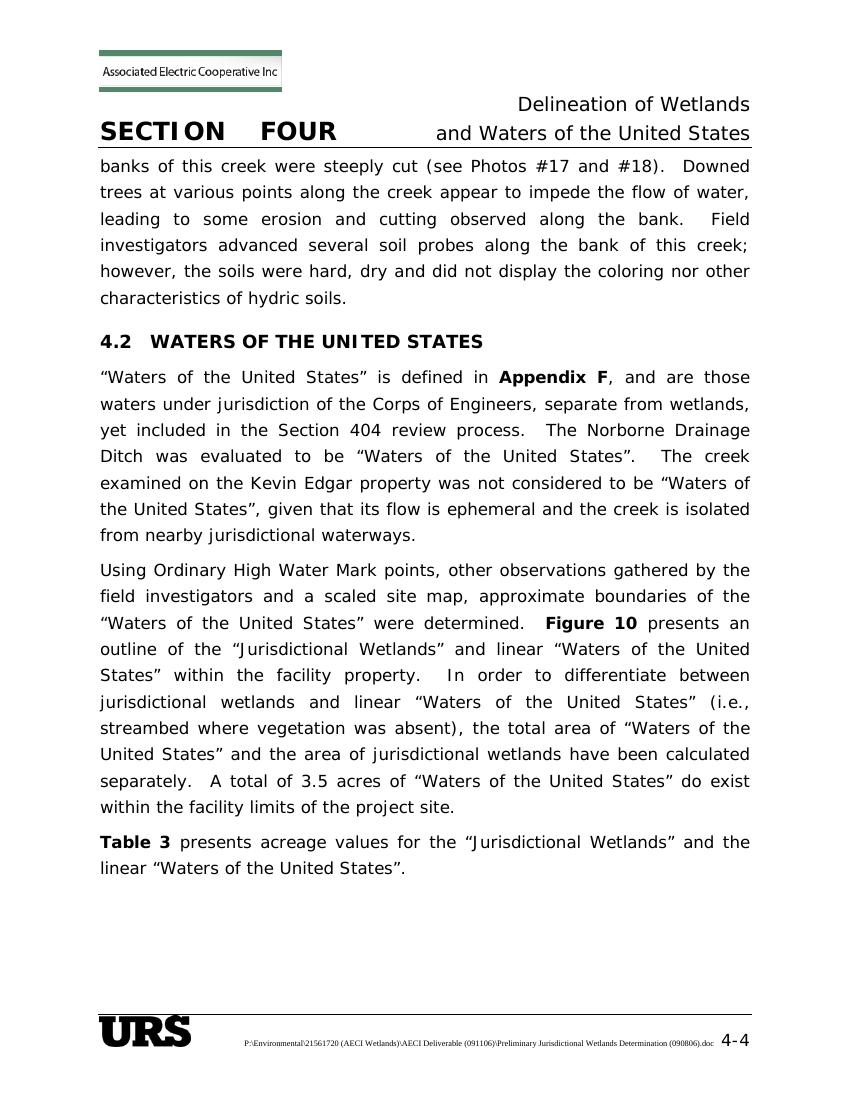 Associated Electric Cooperative Inc
Delineation of Wetlands
SECTION FOUR and Waters of the United States
banks of this creek were steeply cut (see Photos #17 and #18). Downed
trees at various points along the creek appear to impede the flow of water,
leading to some erosion and cutting observed along the bank. Field
investigators advanced several soil probes along the bank of this creek;
however, the soils were hard, dry and did not display the coloring nor other
characteristics of hydric soils.
4.2 WATERS OF THE UNITED STATES
“Waters of the United States” is defined in Appendix F, and are those
waters under jurisdiction of the Corps of Engineers, separate from wetlands,
yet included in the Section 404 review process. The Norborne Drainage
Ditch was evaluated to be “Waters of the United States”. The creek
examined on the Kevin Edgar property was not considered to be “Waters of
the United States”, given that its flow is ephemeral and the creek is isolated
from nearby jurisdictional waterways.
Using Ordinary High Water Mark points, other observations gathered by the
field investigators and a scaled site map, approximate boundaries of the
“Waters of the United States” were determined. Figure 10 presents an
outline of the “Jurisdictional Wetlands” and linear “Waters of the United
States” within the facility property. In order to differentiate between
jurisdictional wetlands and linear “Waters of the United States” (i.e.,
streambed where vegetation was absent), the total area of “Waters of the
United States” and the area of jurisdictional wetlands have been calculated
separately. A total of 3.5 acres of “Waters of the United States” do exist
within the facility limits of the project site.
Table 3 presents acreage values for the “Jurisdictional Wetlands” and the
linear “Waters of the United States”.
URS P:\Environmental\21561720 (AECI Wetlands)\AECI Deliverable (091106)\Preliminary Jurisdictional Wetlands Determination (090806).doc 4-4